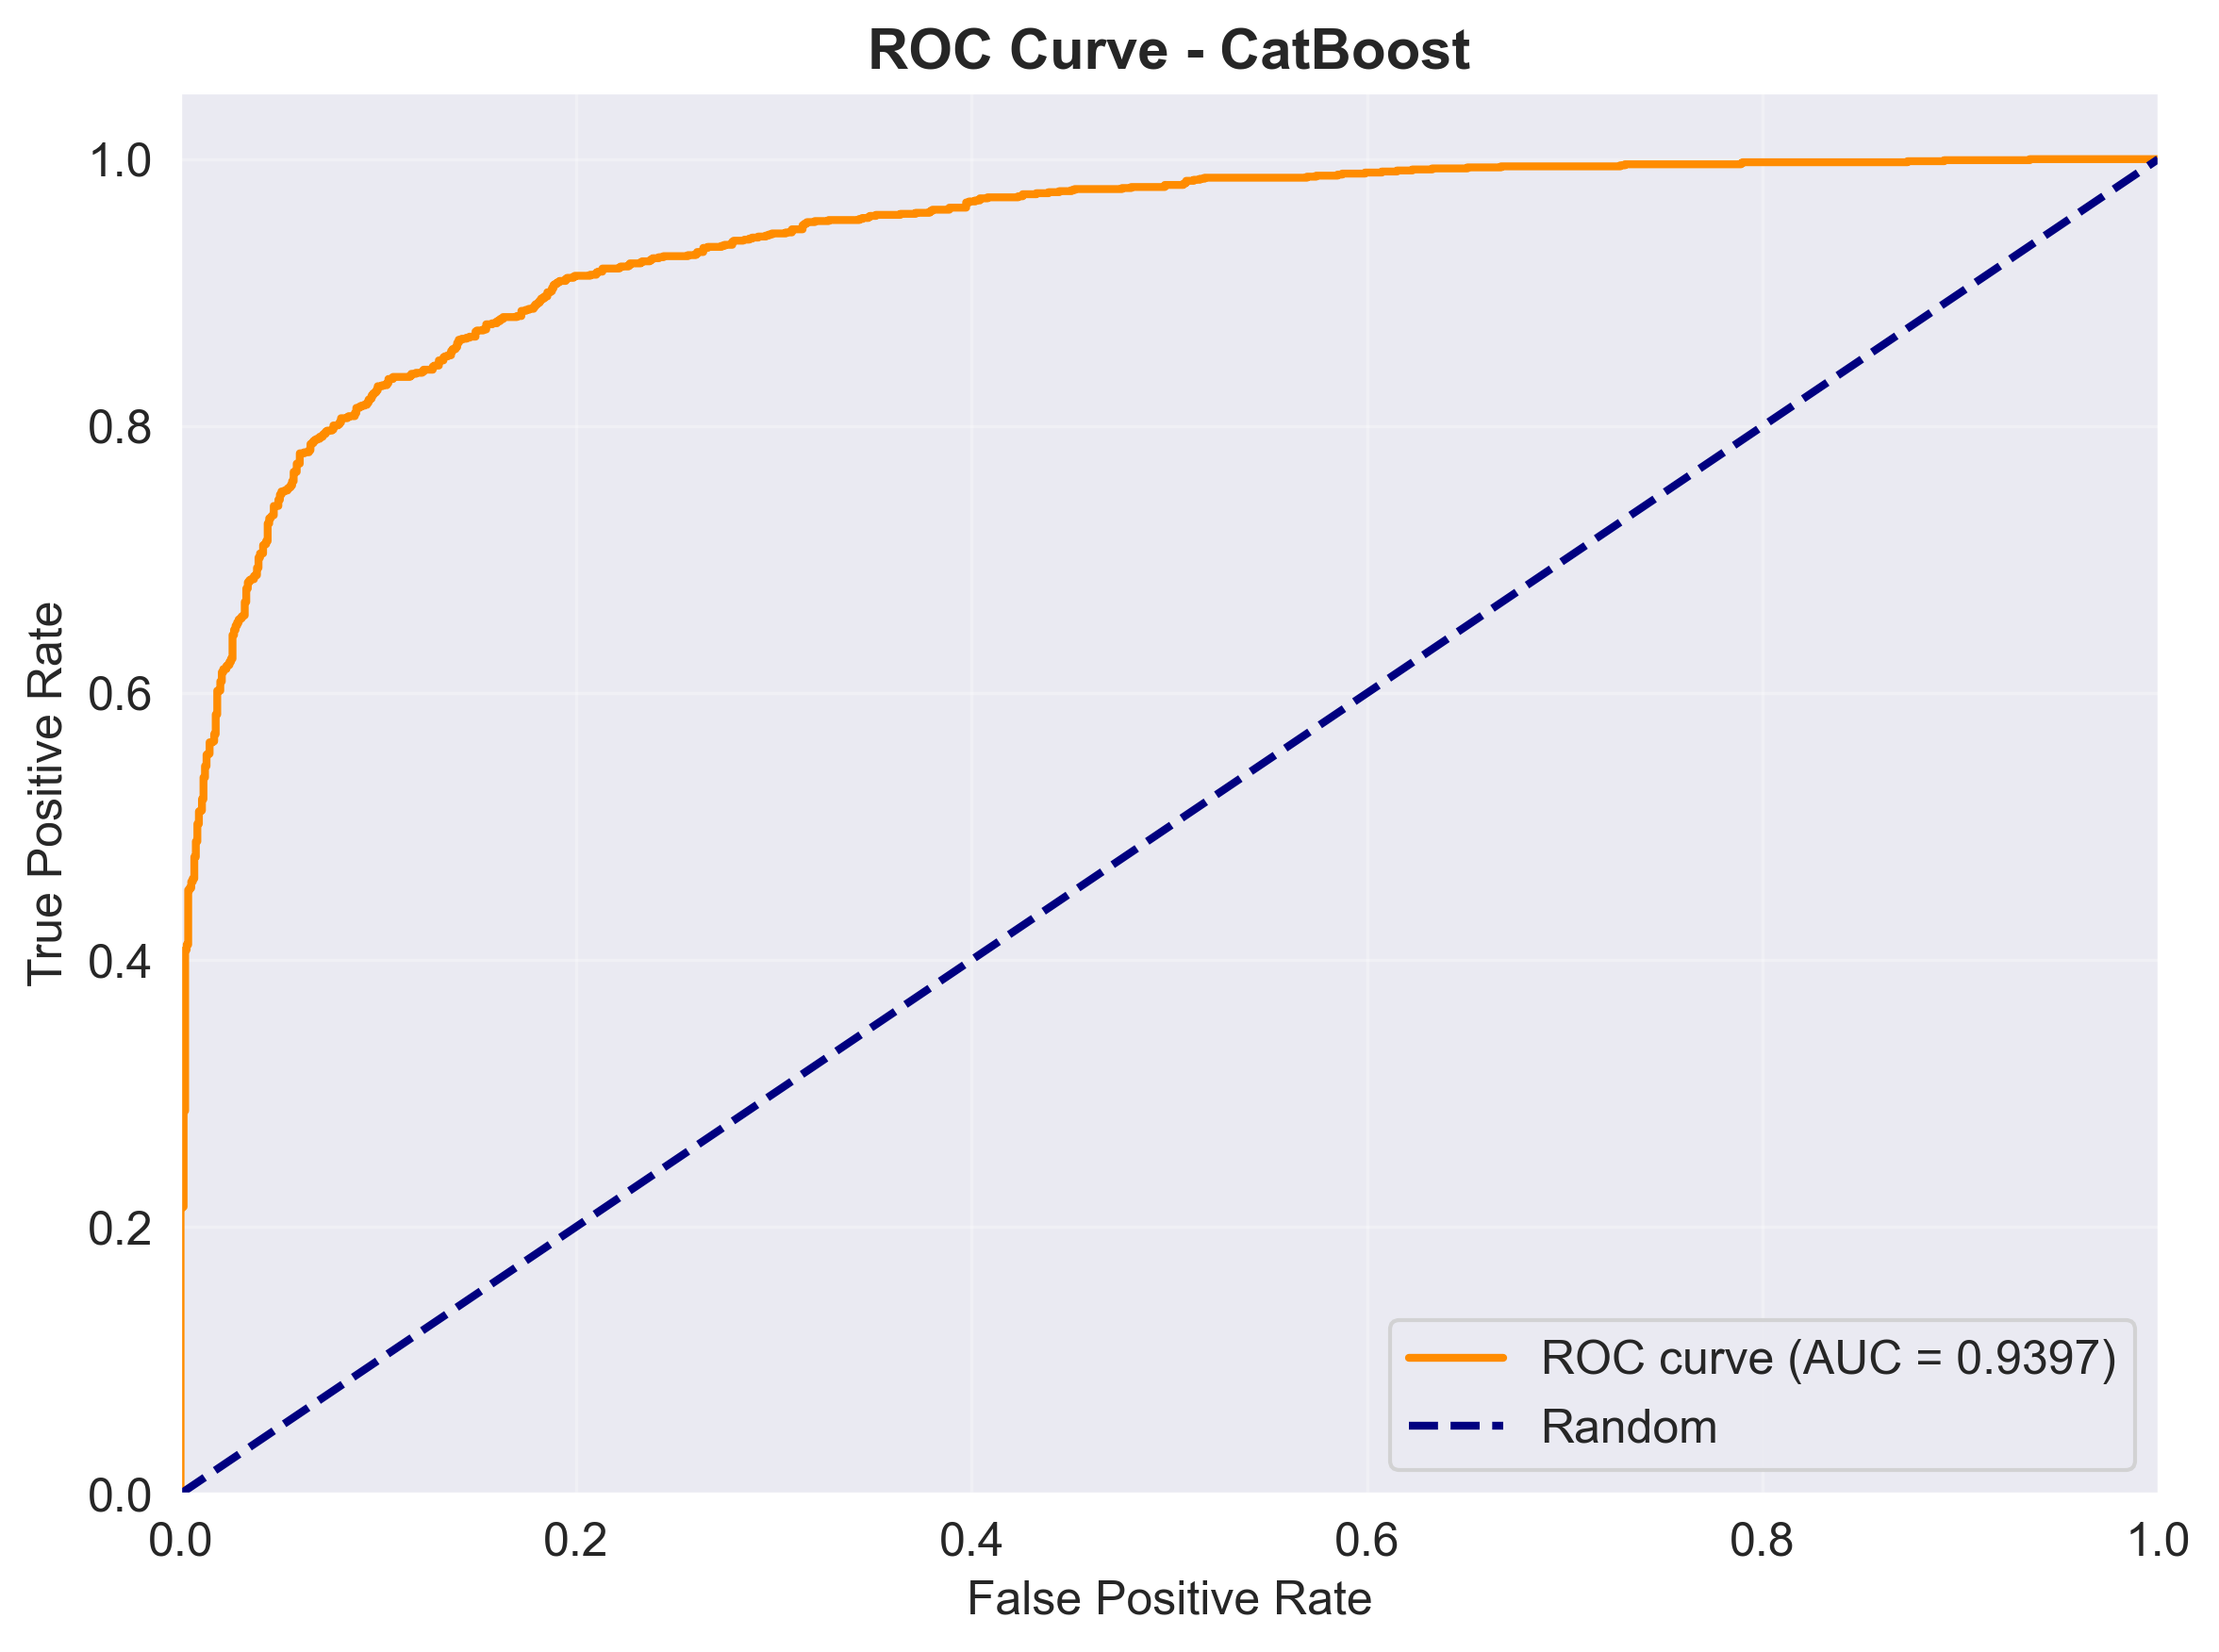 ROC Curve - CatBoost
True Positive Rate
1.0
0.8
0.6
0.4
0.2
0.0
0.0 0.2 0.4 0.6 0.8 1.0
False Positive Rate
ROC curve (AUC = 0.9397)
Random